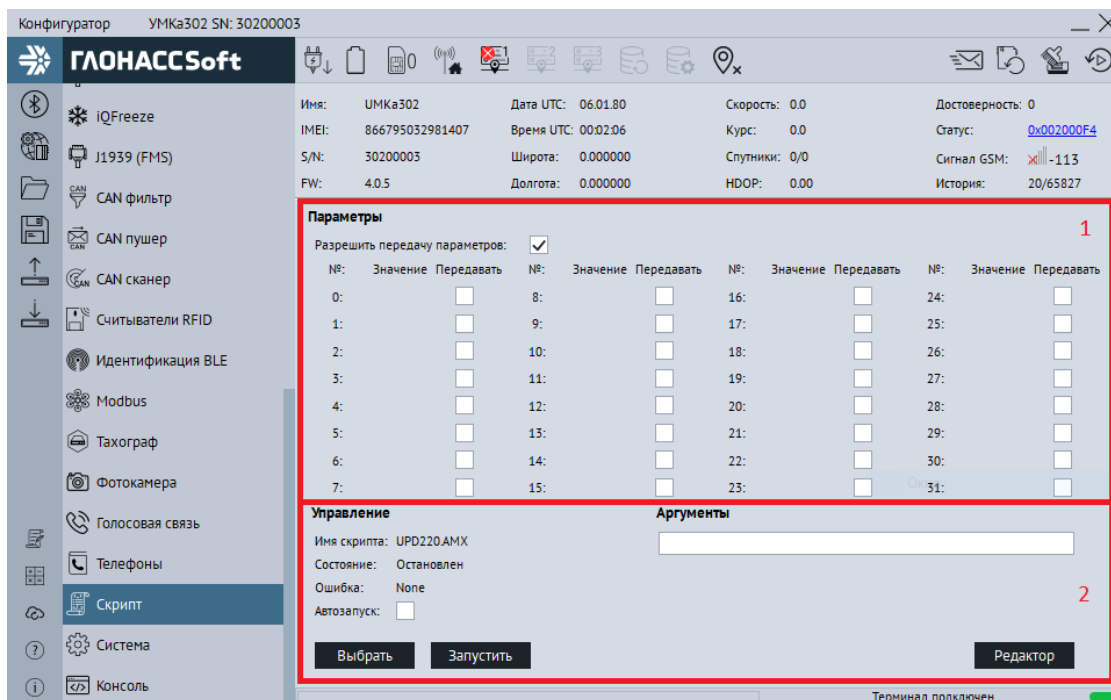 Конфигуратор УМКа302 SN: 30200003
ГЛОНАССSoft
0 1 2 3
Имя: UMKa302 Дата UTC: 06.01.80 Скорость: 0.0 Достоверность: 0
IMEI: 866795032981407 Время UTC: 00:02:06 Курс: 0.0 Статус: 0x002000F4
S/N: 30200003 Широта: 0.000000 Спутники: 0/0 Сигнал GSM: -113
FW: 4.0.5 Долгота: 0.000000 HDOP: 0.00 История: 20/65827
iQFreeze
J1939 (FMS)
CAN фильтр
CAN пушер
CAN сканер
Считыватели RFID
Идентификация BLE
Modbus
Тахограф
Фотокамера
Голосовая связь
Телефоны
Скрипт
Система
Консоль
Параметры 1
Разрешить передачу параметров:
№: Значение Передавать №: Значение Передавать №: Значение Передавать №: Значение Передавать
0: 8: 16: 24:
1: 9: 17: 25:
2: 10: 18: 26:
3: 11: 19: 27:
4: 12: 20: 28:
5: 13: 21: 29:
6: 14: 22: 30:
7: 15: 23: 31:
Управление Аргументы
Имя скрипта: UPD220.AMX
Состояние: Остановлен
Ошибка: None
Автозапуск: 2
Выбрать Запустить Редактор
Терминал подключен